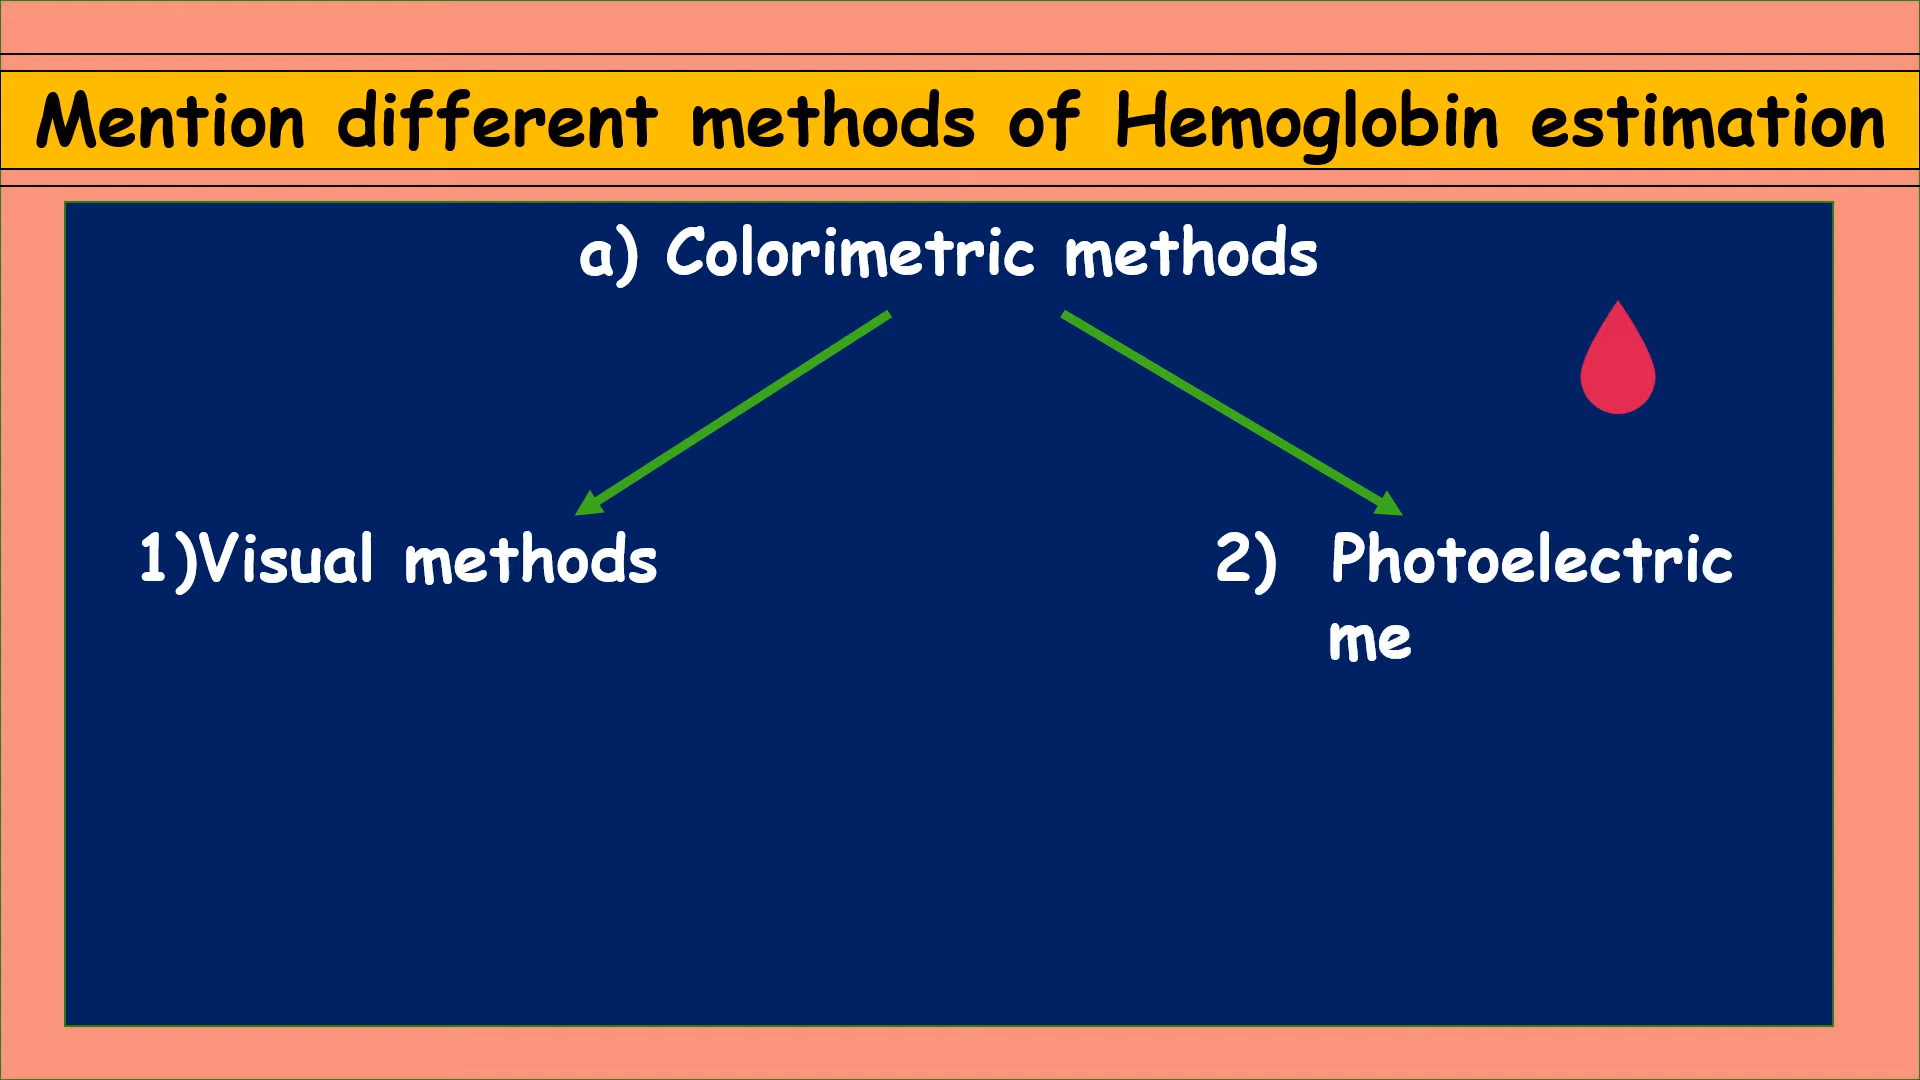 Mention different methods of Hemoglobin estimation
a) Colorimetric methods
1)Visual methods
2) Photoelectric
me